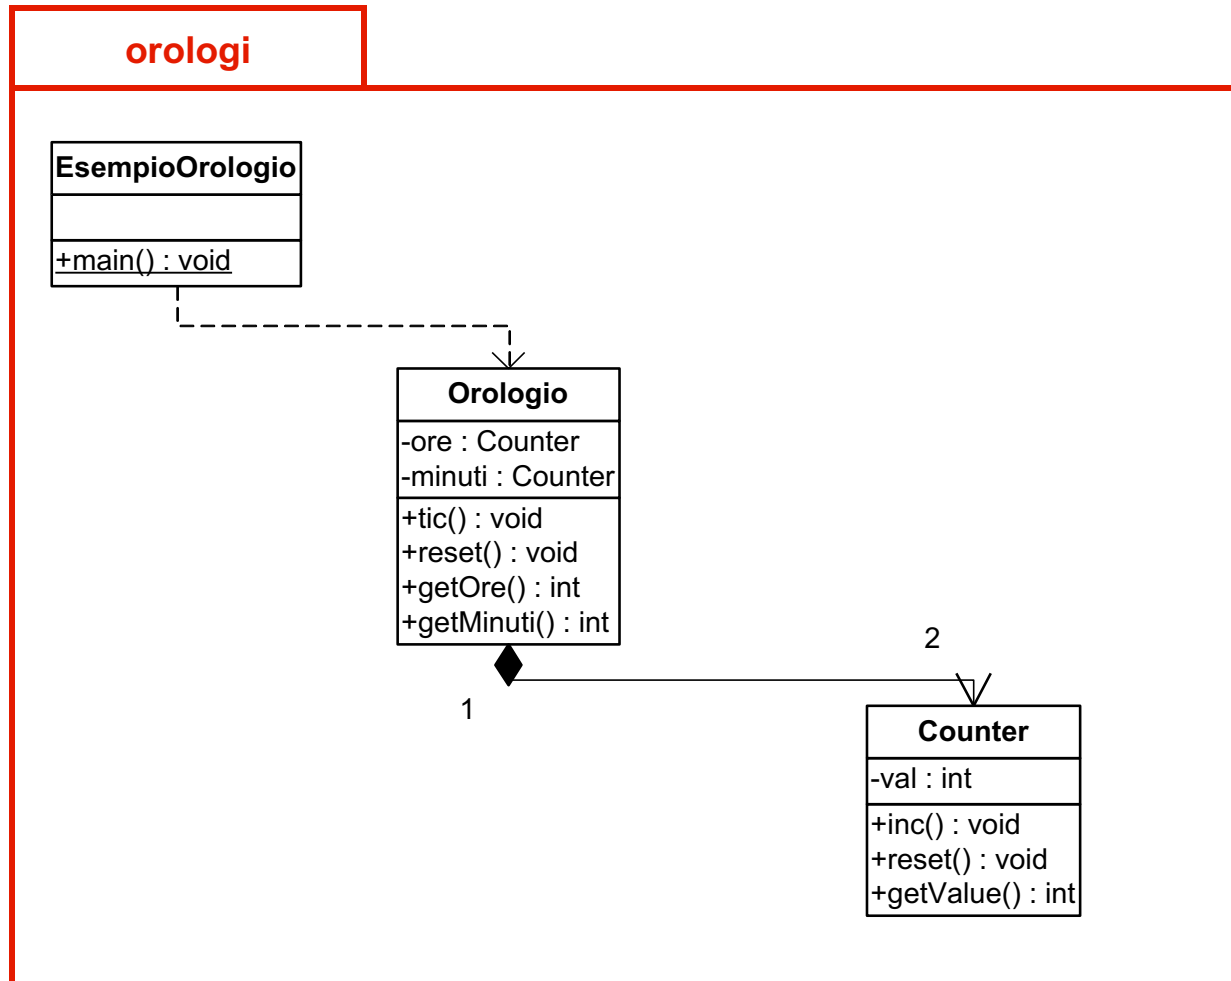 orologi
EsempioOrologio
+main() : void
Orologio
-ore : Counter
-minuti : Counter
+tic() : void
+reset() : void
+getOre() : int
+getMinuti() : int
1
2
Counter
-val : int
+inc() : void
+reset() : void
+getValue() : int